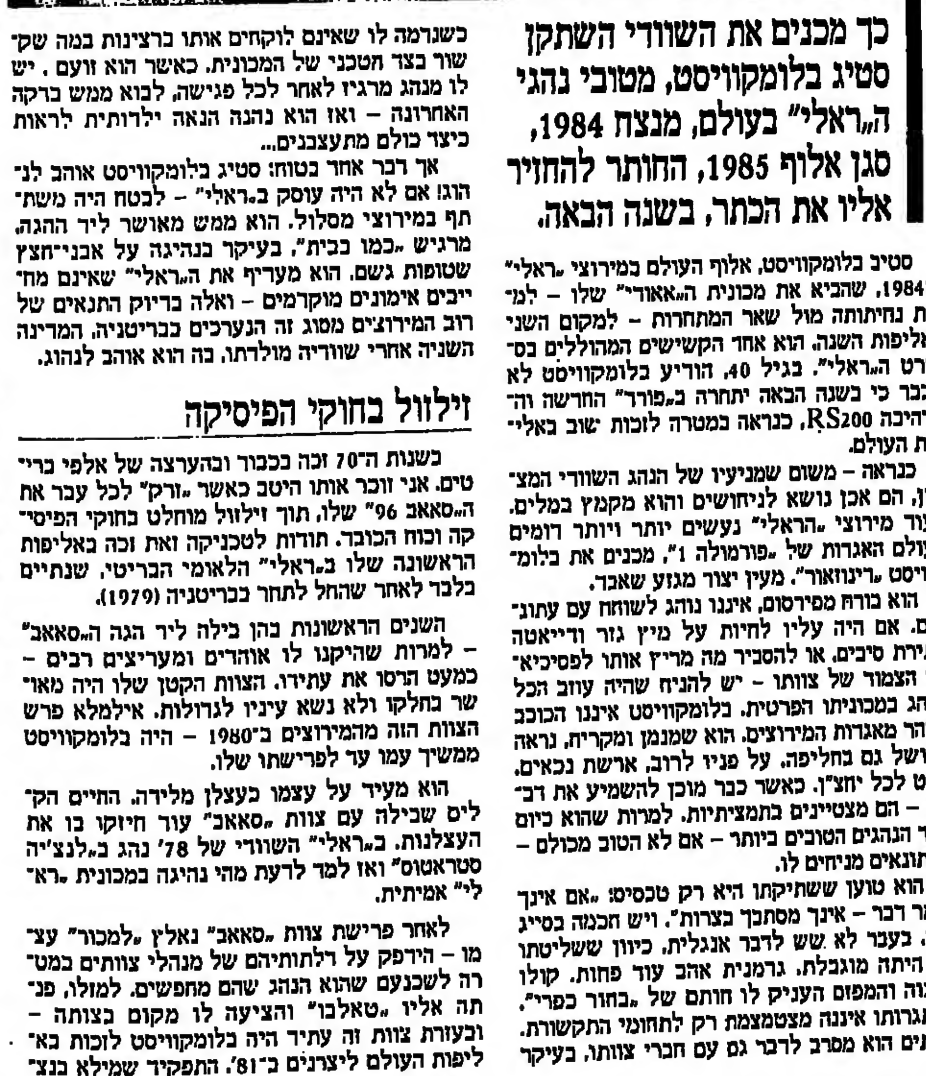 כך מכנים את השוודי השתקן
סטיג בלומקוויסט, מטובי נהגי
ה„ראלי" בעולם, מנצח 1984,
סגן אלוף 1985, החותר להחזיר
אליו את הכתר, בשנה הבאה.
סטיג בלומקוויסט, אלוף העולם במירוצי „ראלי"
1984, שהביא את מכונית ה„אאודי" שלו – למ־
ת נחיתותה מול שאר המתחרות – למקום השני
אליפות השנה, הוא אחד הקשישים המהוללים בס־
רט ה„ראלי". בגיל 40, הודיע בלומקוויסט לא
כבר כי בשנה הבאה יתחרה ב„פורד" החדשה וה־
־היבה RS200, כנראה במטרה לזכות שוב באלי־
ת העולם.
כנראה – משום שמניעיו של הנהג השוודי המצ־
ין, הם אכן נושא לניחושים והוא מקמץ במלים.
עוד מירוצי „הראלי" נעשים יותר ויותר דומים
עולם האגדות של „פורמולה 1", מכנים את בלומ־
ויסט „דינוזאור", מעין יצור מגזע שאבד.
הוא בורח מפירסום, איננו נוהג לשוחח עם עתונ־
ם. אם היה עליו לחיות על מיץ גזר ודייאטה
תירת סיבים, או להסביר מה מריץ אותו לפסיכיא־
הצמוד של צוותו – יש להניח שהיה עוזב הכל
הג במכוניתו הפרטית. בלומקוויסט איננו הכוכב
הר מאגדות המירוצים. הוא שמנמן ומקריח, נראה
ושל גם בחליפה, על פניו לרוב, ארשת נכאים,
ט לכל יחצ"ן. כאשר כבר מוכן להשמיע את דב־
– הם מצטיינים בתמציתיות. למרות שהוא כיום
ד הנהגים הטובים ביותר – אם לא הטוב מכולם –
תונאים מניחים לו.
הוא טוען ששתיקתו היא רק טכסיס: „אם אינך
מר דבר – אינך מסתבך בצרות". ויש חכמה בסייג
. בעבר לא שש לדבר אנגלית, כיוון ששליטתו
היתה מוגבלת. גרמנית אהב עוד פחות. קולו
וה והמפוזם העניק לו חותם של „בחור כפרי".
תגרותו איננה מצטמצמת רק לתחומי התקשורת.
תים הוא מסרב לדבר גם עם חברי צוותו, בעיקר
כשנדמה לו שאינם לוקחים אותו ברצינות במה שק־
שור בצד הטכני של המכונית. כאשר הוא זועם, יש
לו מנהג מרגיז לאחר לכל פגישה, לבוא ממש ברקה
האחרונה – ואז הוא נהנה הנאה ילדותית לראות
כיצד כולם מתעצבנים...
אך דבר אחד בטוח: סטיג בלומקוויסט אוהב לנ־
הוג! אם לא היה עוסק ב„ראלי" – לבטח היה משת־
תף במירוצי מסלול. הוא ממש מאושר ליד ההגה,
מרגיש „כמו בבית", בעיקר בנהיגה על אבני־חצץ
שטופות גשם. הוא מעדיף את ה„ראלי" שאינם מח־
ייבים אימונים מוקדמים – ואלה בדיוק התנאים של
רוב המירוצים מסוג זה הנערכים בבריטניה, המדינה
השניה אחרי שוודיה מולדתו, בה הוא אוהב לנהוג.
זילזול בחוקי הפיסיקה
בשנות ה־70 זכה בכבור ובהערצה של אלפי ברי־
טים. אני זוכר אותו היטב כאשר „זרק" לכל עבר את
ה„סאאב 96" שלו, תוך זילזול מוחלט בחוקי הפיסי־
קה וכוח הכובד. תודות לטכניקה זאת זכה באליפות
הראשונה שלו ב„ראלי" הלאומי הבריטי, שנתיים
בלבד לאחר שהחל לתחר בבריטניה (1979).
השנים הראשונות בהן בילה ליד הגה ה„סאאב"
– למרות שהיקנו לו אוהדים ומעריצים רבים –
כמעט הרסו את עתידו. הצוות הקטן שלו היה מאו־
שר בחלקו ולא נשא עיניו לגדולות. אילמלא פרש
הצוות הזה מהמירוצים ב־1980 – היה בלומקוויסט
ממשיך עמו עד לפרישתו שלו.
הוא מעיד על עצמו כעצלן מלידה. החיים הק־
לים שבילה עם צוות „סאאב" עוד חיזקו בו את
העצלנות. ב„ראלי" השוודי של 78' נהג ב„לנצ'יה
סטראטוס" ואז למד לדעת מהי נהיגה במכונית „רא־
לי" אמיתית.
לאחר פרישת צוות „סאאב" נאלץ „למכור" עצ־
מו – הירפק על דלתותיהם של מנהלי צוותים במט־
רה לשכנעם שהוא הנהג שהם מחפשים. למזלו, פנ־
תה אליו „טאלבו" והציעה לו מקום בצותה –
ובעזרת צוות זה עתיד היה בלומקוויסט לזכות בא־
ליפות העולם ליצרנים ב־81'. התפקיד שמילא בנצ־